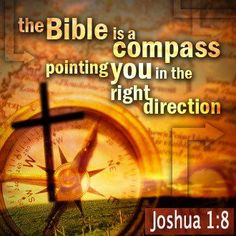 the Bible is a
compass
pointing you in the
right
direction
Joshua 1:8